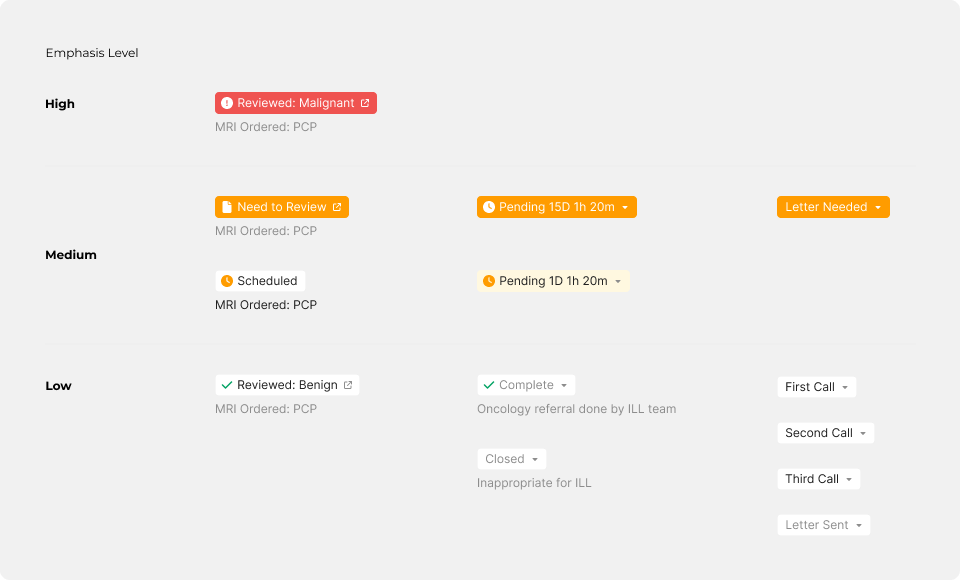 Emphasis Level
High
Reviewed: Malignant
MRI Ordered: PCP
Medium
Need to Review
MRI Ordered: PCP
Pending 15D 1h 20m
Letter Needed
Scheduled
MRI Ordered: PCP
Pending 1D 1h 20m
Low
Reviewed: Benign
MRI Ordered: PCP
Complete
Oncology referral done by ILL team
Closed
Inappropriate for ILL
First Call
Second Call
Third Call
Letter Sent